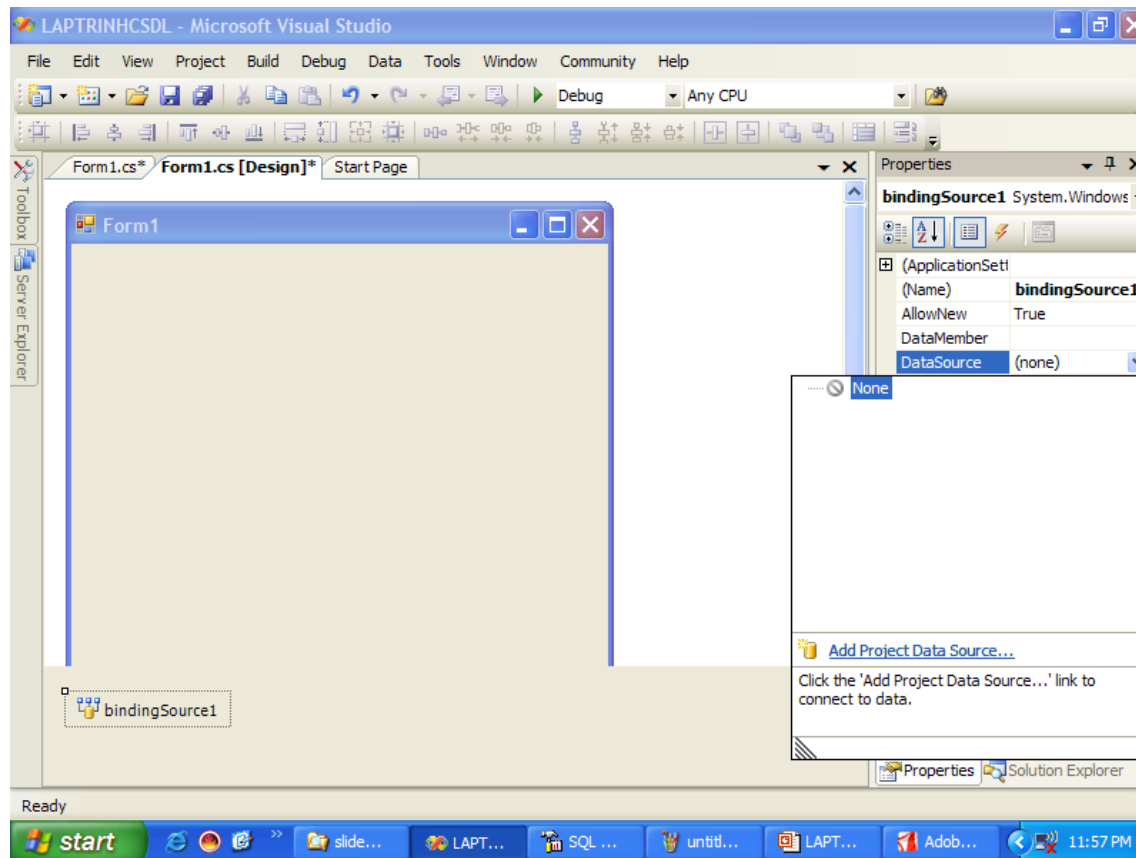 LAPTRINHCSDL - Microsoft Visual Studio
File Edit View Project Build Debug Data Tools Window Community Help
Debug Any CPU
Form1.cs* Form1.cs [Design]* Start Page
Toolbox
Server Explorer
Form1
bindingSource1
Properties
bindingSource1 System.Windows
(ApplicationSett
(Name) bindingSource1
AllowNew True
DataMember
DataSource (none)
None
Add Project Data Source...
Click the 'Add Project Data Source...' link to
connect to data.
Properties Solution Explorer
Ready
start slide... LAPT... SQL ... untitl... LAPT... Adob... 11:57 PM